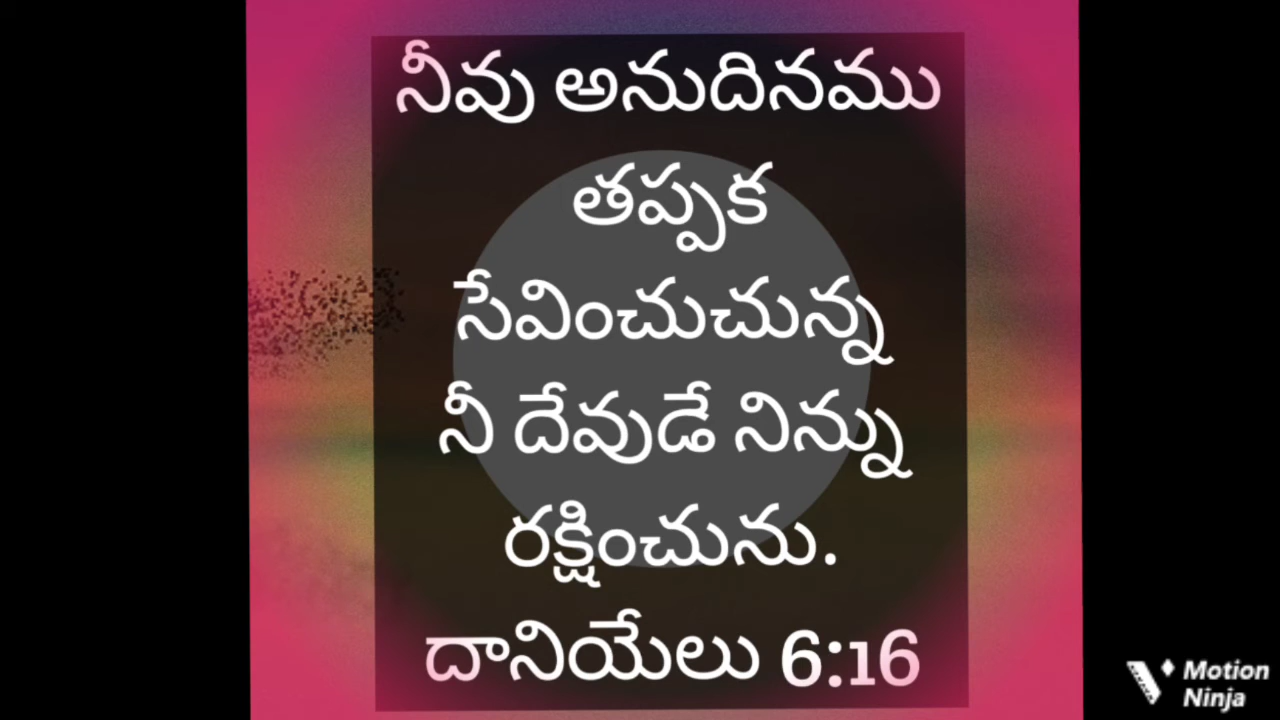 నీవు అనుదినము
తప్పక
సేవించుచున్న
నీ దేవుడే నిన్ను
రక్షించును.
దానియేలు 6:16
Motion
Ninja